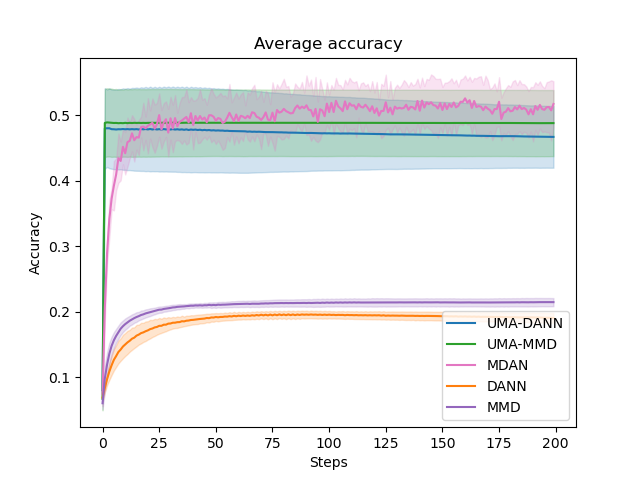 Average accuracy
Accuracy
0.5
0.4
0.3
0.2
0.1
UMA-DANN
UMA-MMD
MDAN
DANN
MMD
0 25 50 75 100 125 150 175 200
Steps